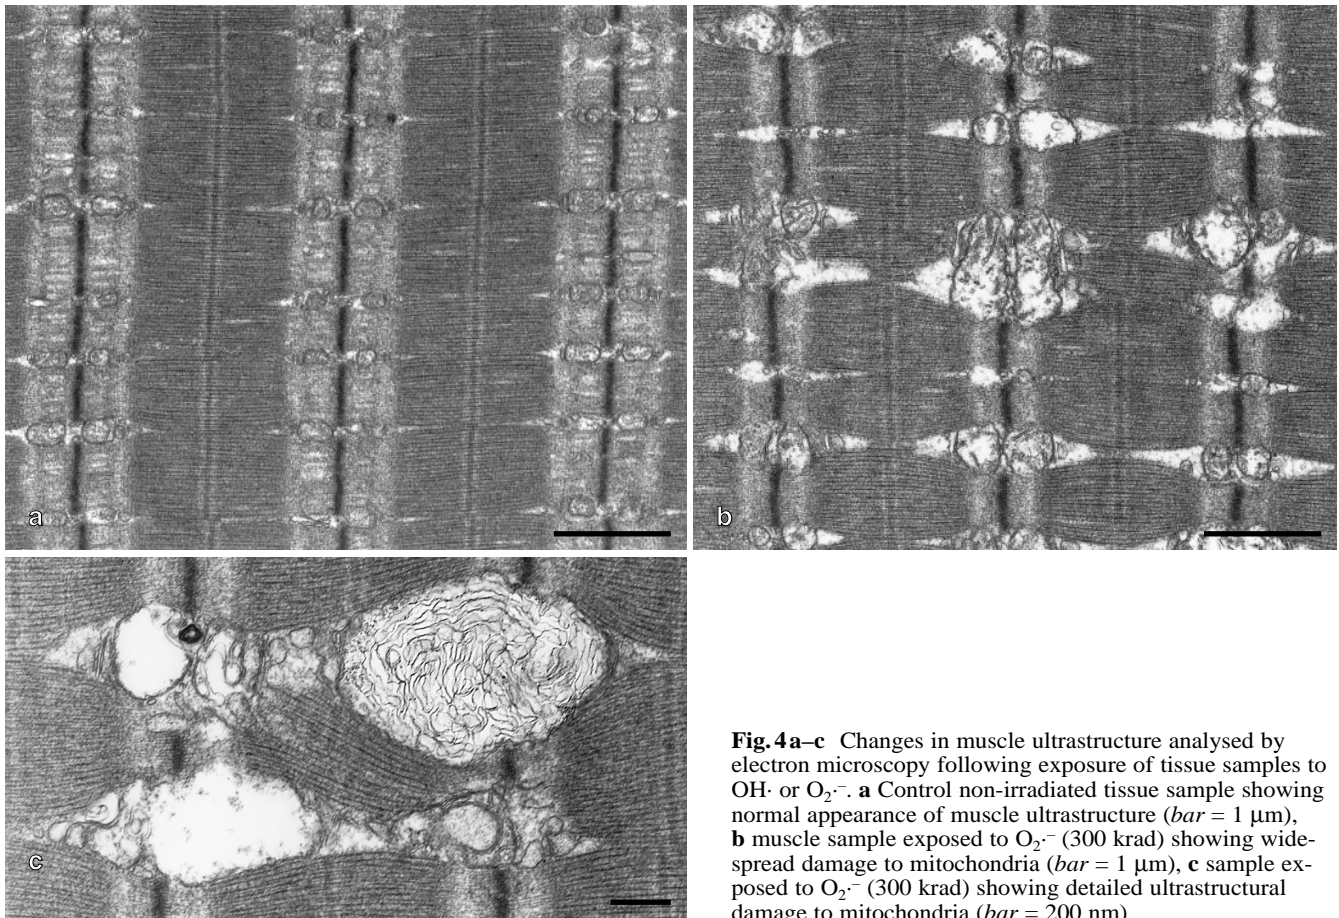 a
b
c
Fig. 4 a–c Changes in muscle ultrastructure analysed by
electron microscopy following exposure of tissue samples to
OH· or O₂·⁻. a Control non-irradiated tissue sample showing
normal appearance of muscle ultrastructure (bar = 1 µm),
b muscle sample exposed to O₂·⁻ (300 krad) showing wide-
spread damage to mitochondria (bar = 1 µm), c sample ex-
posed to O₂·⁻ (300 krad) showing detailed ultrastructural
damage to mitochondria (bar = 200 nm)